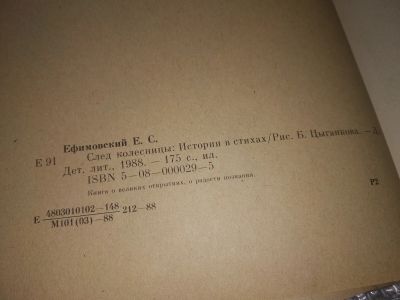 Ефимовский Е. С.
Е 91 След колесницы: Истории в стихах/Рис. Б. Цыганкова. —
Дет. лит., 1988. — 175 с., ил.
ISBN 5—08—000029—5
Книга о великих открытиях, о радости познания.
Е 4803010102—148 212—88
М101(03)—88
Р2